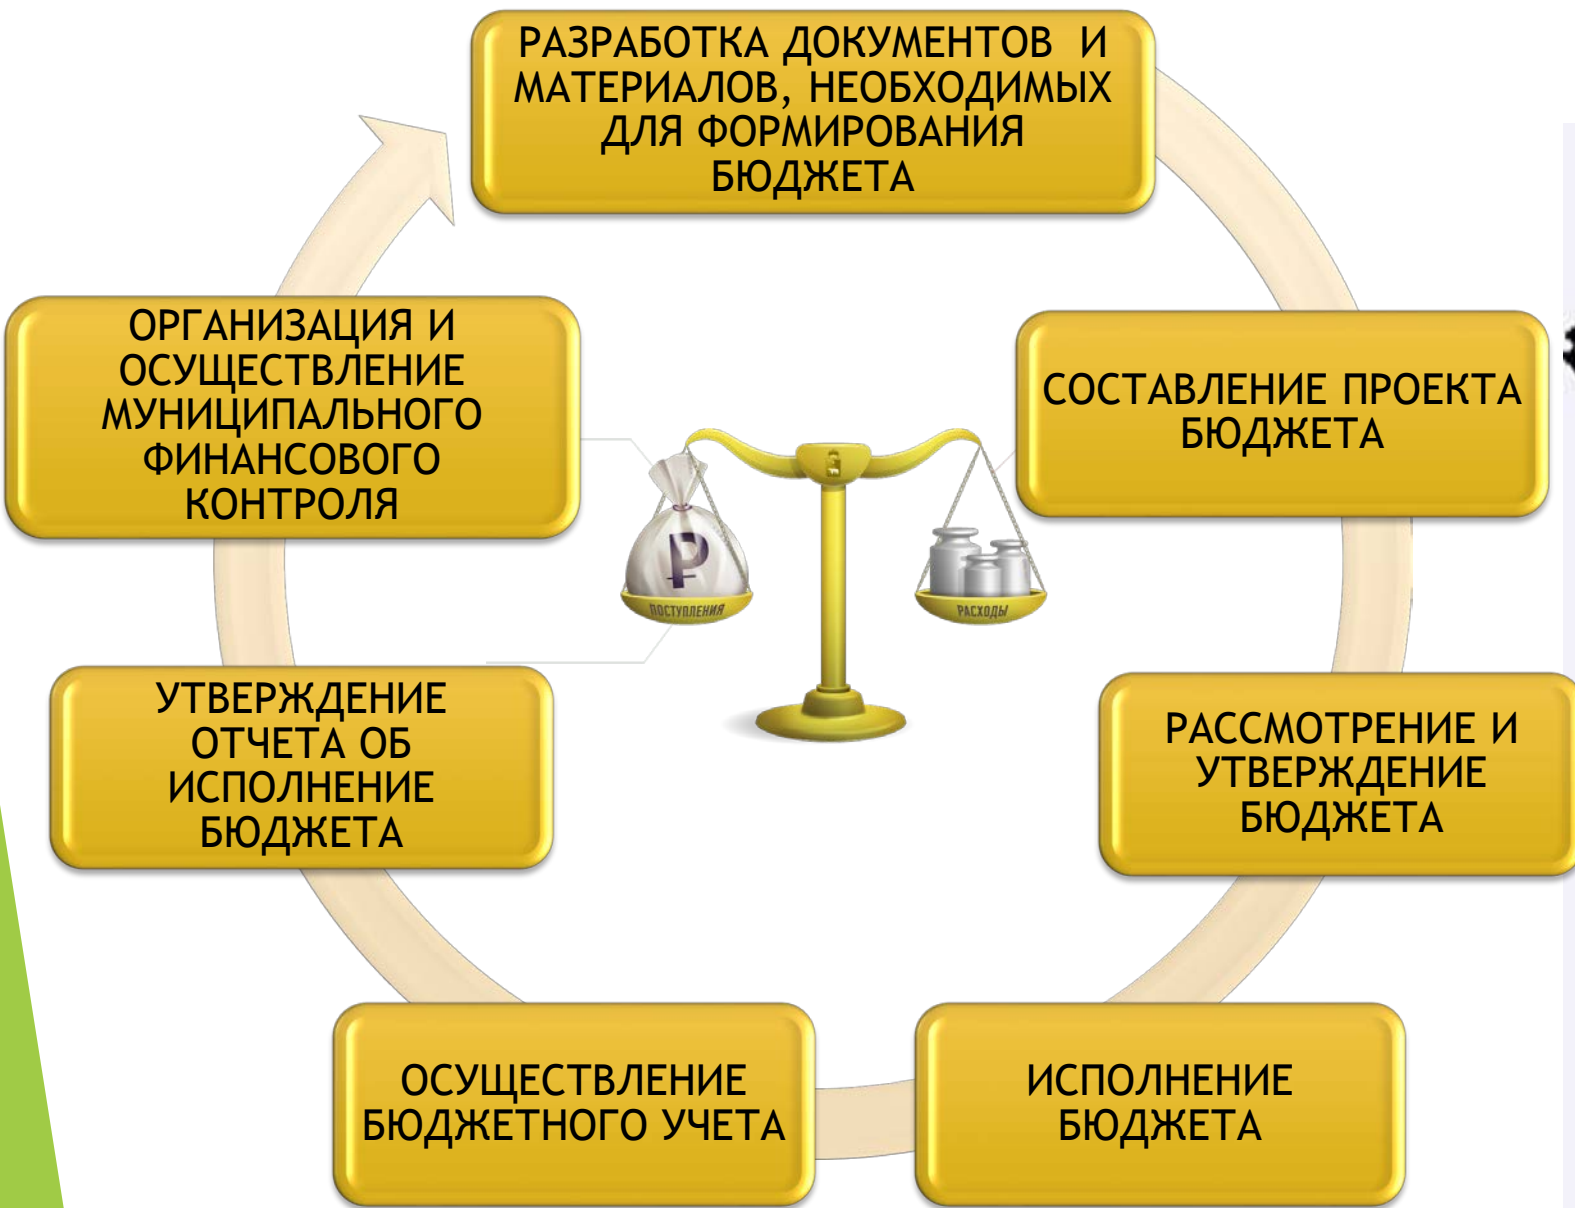 РАЗРАБОТКА ДОКУМЕНТОВ И
МАТЕРИАЛОВ, НЕОБХОДИМЫХ
ДЛЯ ФОРМИРОВАНИЯ
БЮДЖЕТА
СОСТАВЛЕНИЕ ПРОЕКТА
БЮДЖЕТА
РАССМОТРЕНИЕ И
УТВЕРЖДЕНИЕ
БЮДЖЕТА
ИСПОЛНЕНИЕ
БЮДЖЕТА
ОСУЩЕСТВЛЕНИЕ
БЮДЖЕТНОГО УЧЕТА
УТВЕРЖДЕНИЕ
ОТЧЕТА ОБ
ИСПОЛНЕНИЕ
БЮДЖЕТА
ОРГАНИЗАЦИЯ И
ОСУЩЕСТВЛЕНИЕ
МУНИЦИПАЛЬНОГО
ФИНАНСОВОГО
КОНТРОЛЯ
₽
ПОСТУПЛЕНИЯ
РАСХОДЫ